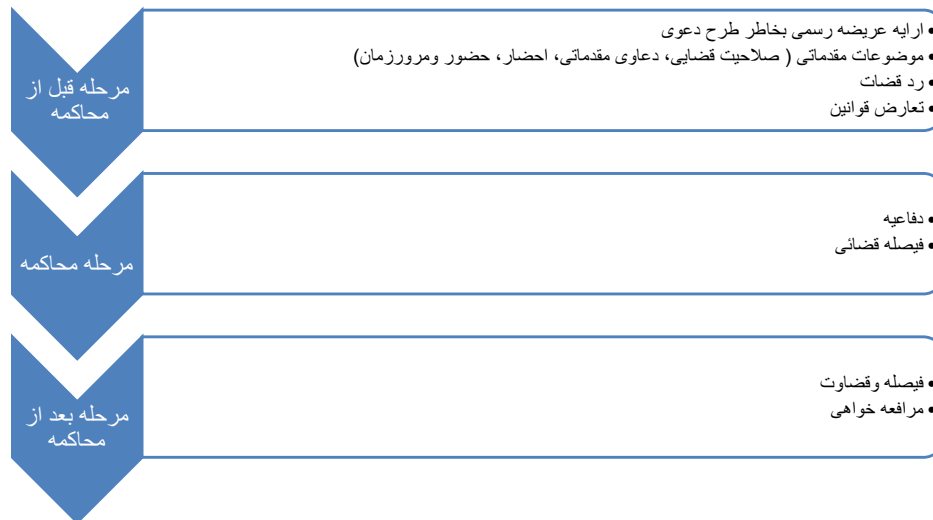 مرحله قبل از
محاکمه
• ارایه عریضه رسمی بخاطر طرح دعوی
• موضوعات مقدماتی ( صلاحیت قضایی، دعاوی مقدماتی، احضار، حضور ومرورزمان)
• رد قضات
• تعارض قوانین
مرحله محاکمه
• دفاعیه
• فیصله قضائی
مرحله بعد از
محاکمه
• فیصله وقضاوت
• مرافعه خواهی